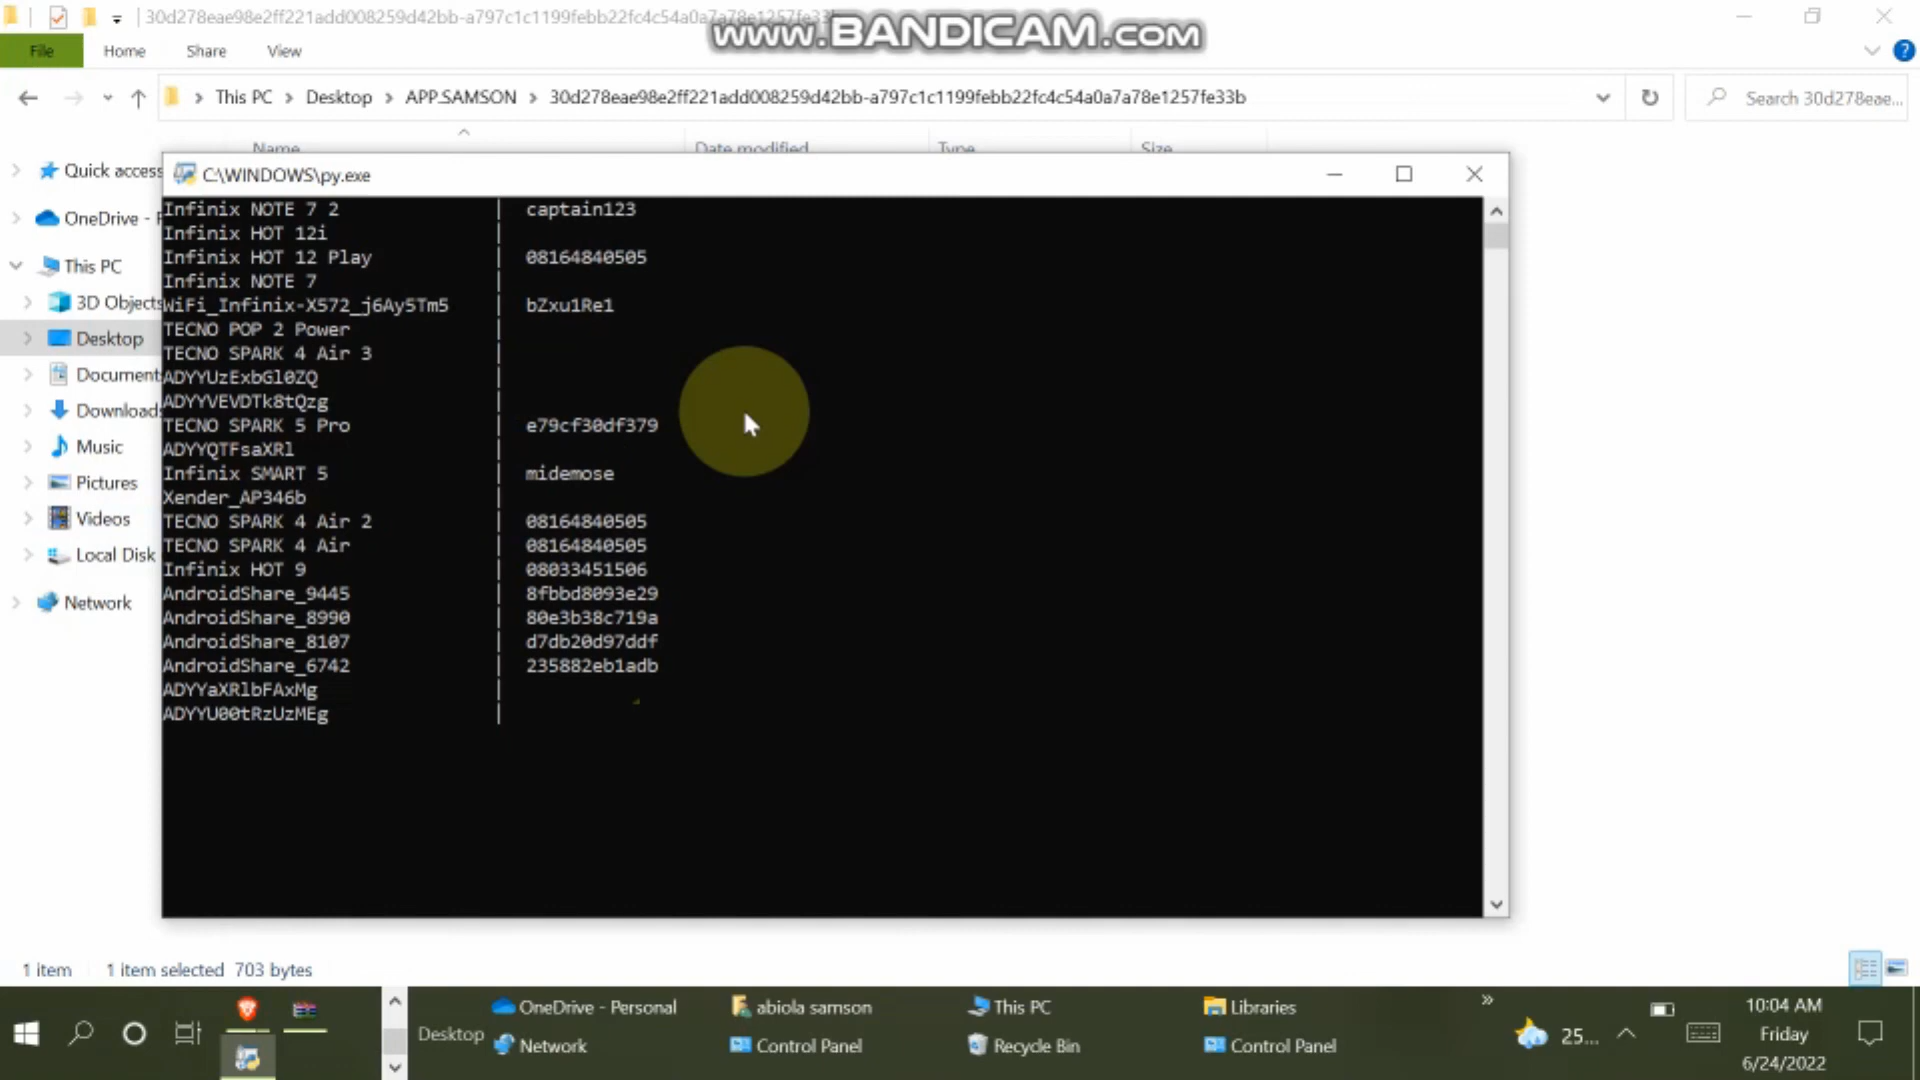 30d278eae98e2ff221add008259d42bb-a797c1c1199febb22fc4c54a0a7a78e1257fe33b
www.BANDICAM.com
File Home Share View
This PC Desktop APP.SAMSON 30d278eae98e2ff221add008259d42bb-a797c1c1199febb22fc4c54a0a7a78e1257fe33b Search 30d278eae...
Name Date modified Type Size
Quick access
OneDrive - P
This PC
3D Objects
Desktop
Document
Download
Music
Pictures
Videos
Local Disk
Network
C:\WINDOWS\py.exe
Infinix NOTE 7 2 | captain123
Infinix HOT 12i |
Infinix HOT 12 Play | 08164840505
Infinix NOTE 7 |
WiFi_Infinix-X572_j6Ay5Tm5 | bZxu1Re1
TECNO POP 2 Power |
TECNO SPARK 4 Air 3 |
ADYYUzExbGl0ZQ |
ADYYVEVDTk8tQzg |
TECNO SPARK 5 Pro | e79cf30df379
ADYYQTFsaXRl |
Infinix SMART 5 | midemose
Xender_AP346b |
TECNO SPARK 4 Air 2 | 08164840505
TECNO SPARK 4 Air | 08164840505
Infinix HOT 9 | 08033451506
AndroidShare_9445 | 8fbbd8093e29
AndroidShare_8990 | 80e3b38c719a
AndroidShare_8107 | d7db20d97ddf
AndroidShare_6742 | 235882eb1adb
ADYYaXRlbFAxMg |
ADYYU00tRzUzMEg |
1 item 1 item selected 703 bytes
Desktop
OneDrive - Personal abiola samson This PC Libraries
Network Control Panel Recycle Bin Control Panel
25...
10:04 AM
Friday
6/24/2022